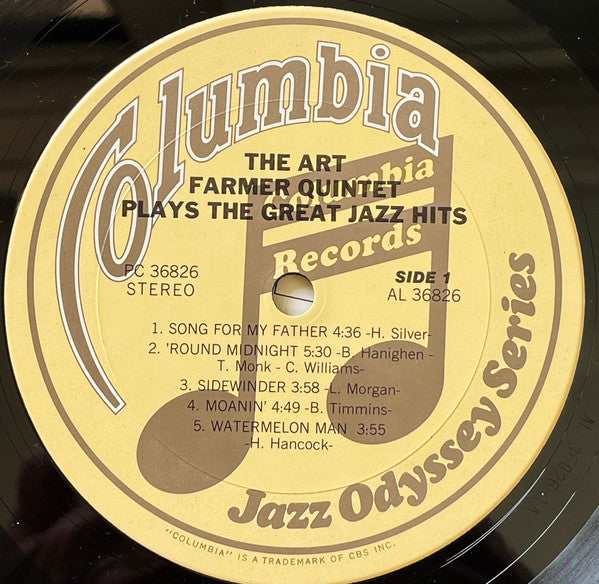 Columbia
THE ART
FARMER QUINTET
PLAYS THE GREAT JAZZ HITS
Columbia
Records
PC 36826
STEREO
SIDE 1
AL 36826
1. SONG FOR MY FATHER 4:36 -H. Silver-
2. 'ROUND MIDNIGHT 5:30 -B. Hanighen -
T. Monk - C. Williams-
3. SIDEWINDER 3:58 -L. Morgan-
4. MOANIN' 4:49 -B. Timmins-
5. WATERMELON MAN 3:55
-H. Hancock-
Jazz Odyssey Series
"COLUMBIA" IS A TRADEMARK OF CBS INC.